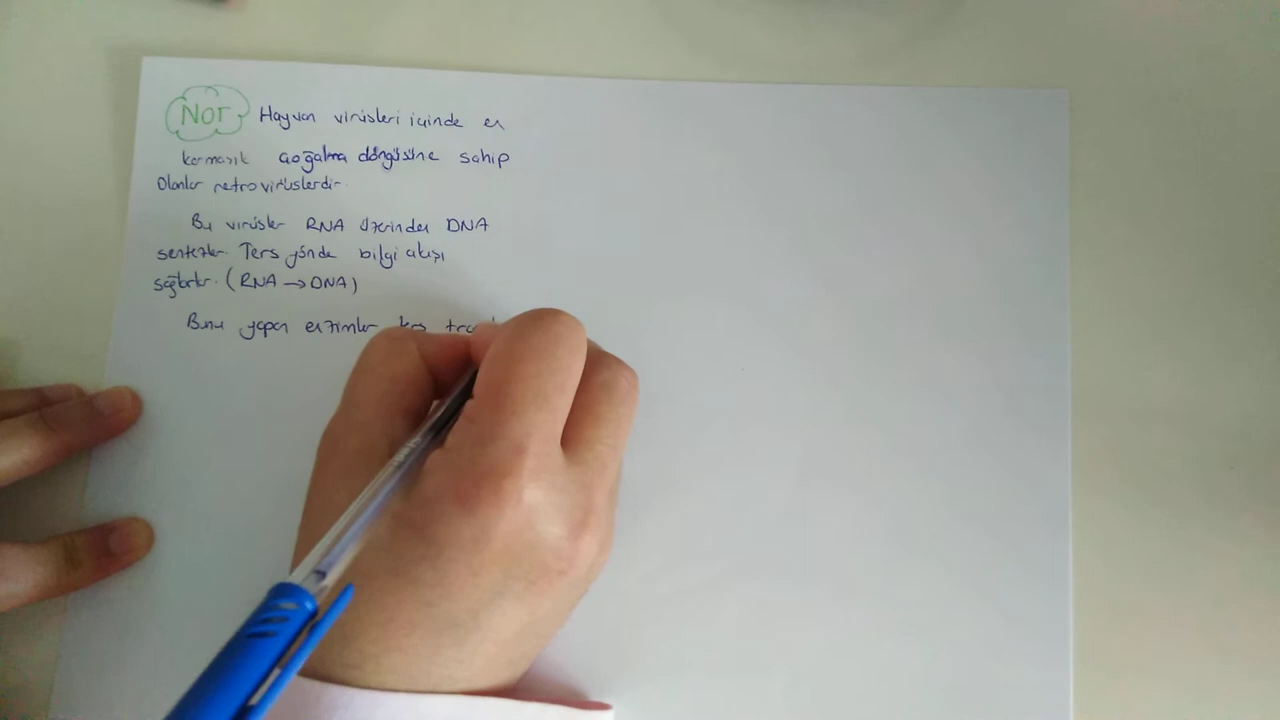 NOT Hayvan virüsleri içinde en
karmaşık çoğalma döngüsüne sahip
Olanlar retrovirüslerdir.
Bu virüsler RNA üzerinden DNA
sentezler. Ters yönde bilgi akışı
sağlarlar. (RNA → DNA)
Bunu yapan enzimler ters